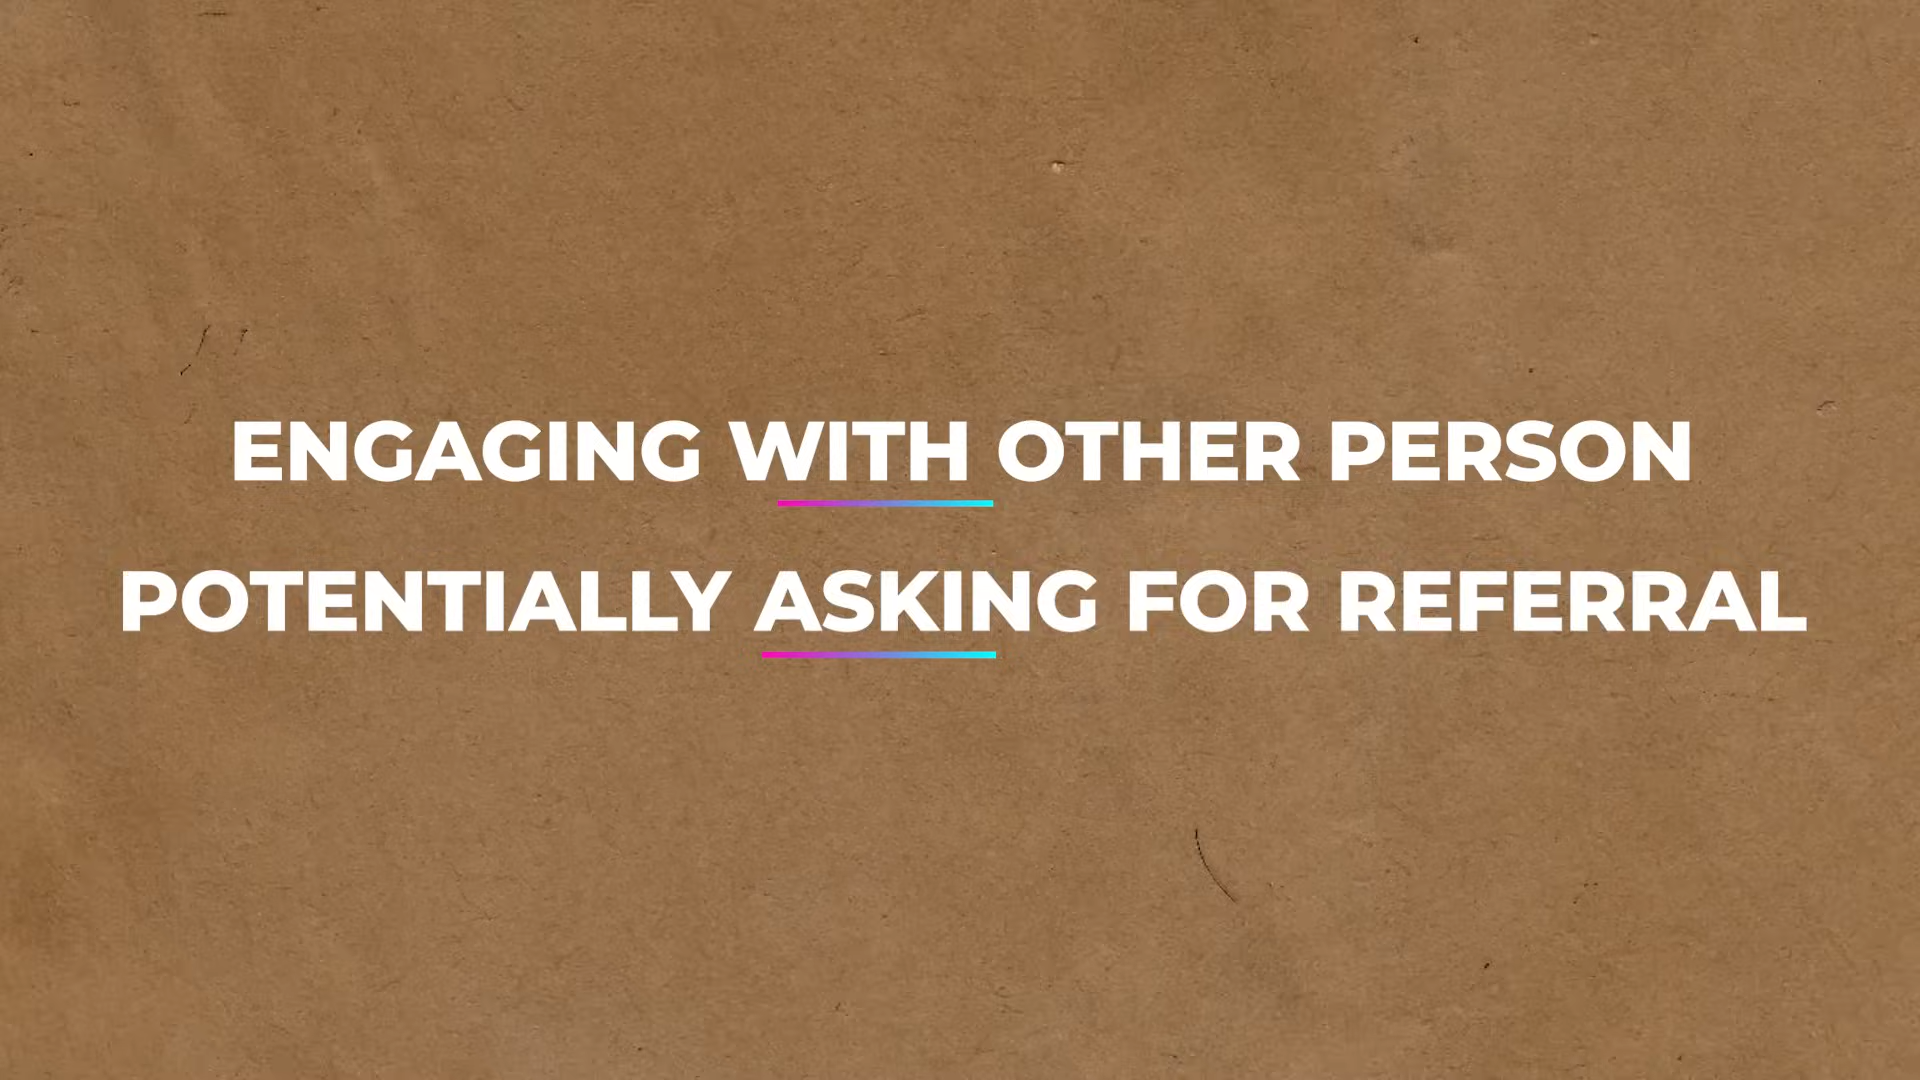 ENGAGING WITH OTHER PERSON
POTENTIALLY ASKING FOR REFERRAL